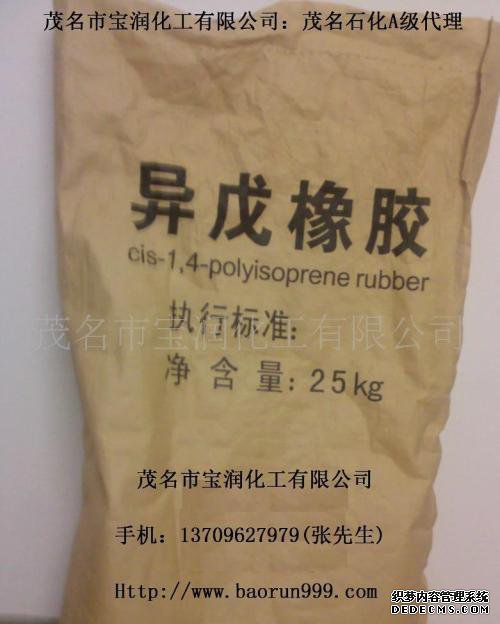 茂名市宝润化工有限公司：茂名石化A级代理
异戊橡胶
cis-1,4-polyisoprene rubber
执行标准：
茂名市宝润化工有限公司
净含量：25kg
茂名市宝润化工有限公司
手机：13709627979(张先生)
Http://www.baorun999.com
织梦内容管理系统
DEDECMS.COM